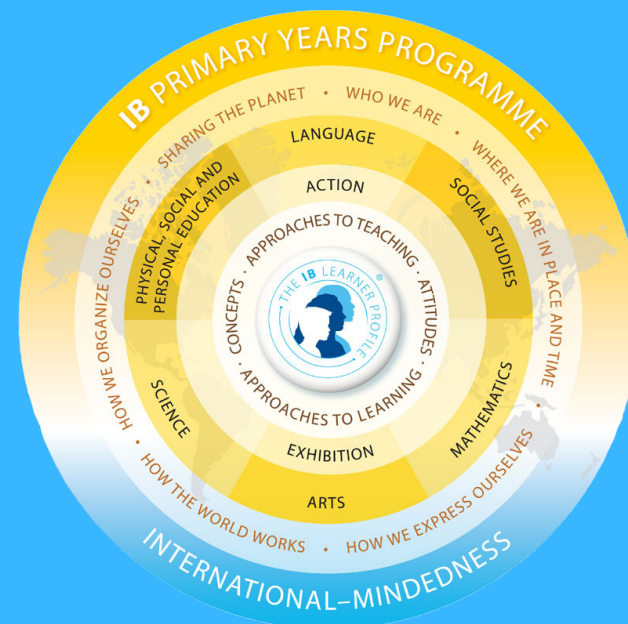 IB PRIMARY YEARS PROGRAMME
SHARING THE PLANET • WHO WE ARE • WHERE WE ARE IN PLACE AND TIME • HOW WE EXPRESS OURSELVES • HOW THE WORLD WORKS • HOW WE ORGANIZE OURSELVES •
LANGUAGE
SOCIAL STUDIES
MATHEMATICS
ARTS
SCIENCE
PHYSICAL, SOCIAL AND
PERSONAL EDUCATION
ACTION
EXHIBITION
APPROACHES TO TEACHING · ATTITUDES · APPROACHES TO LEARNING · CONCEPTS ·
THE IB LEARNER PROFILE
®
INTERNATIONAL–MINDEDNESS